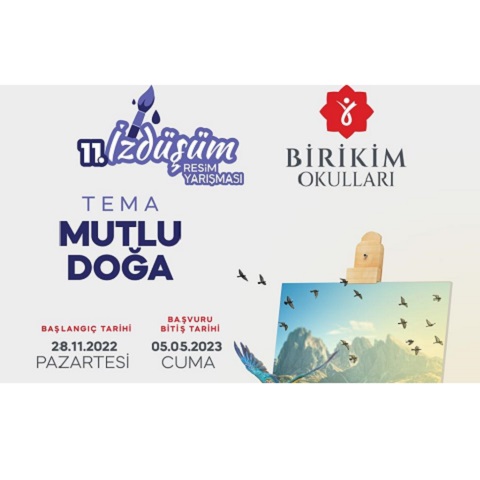 11. İzdüşüm
RESİM
YARIŞMASI
BİRİKİM
OKULLARI
TEMA
MUTLU
DOĞA
BAŞLANGIÇ TARİHİ
28.11.2022
PAZARTESİ
BAŞVURU
BİTİŞ TARİHİ
05.05.2023
CUMA